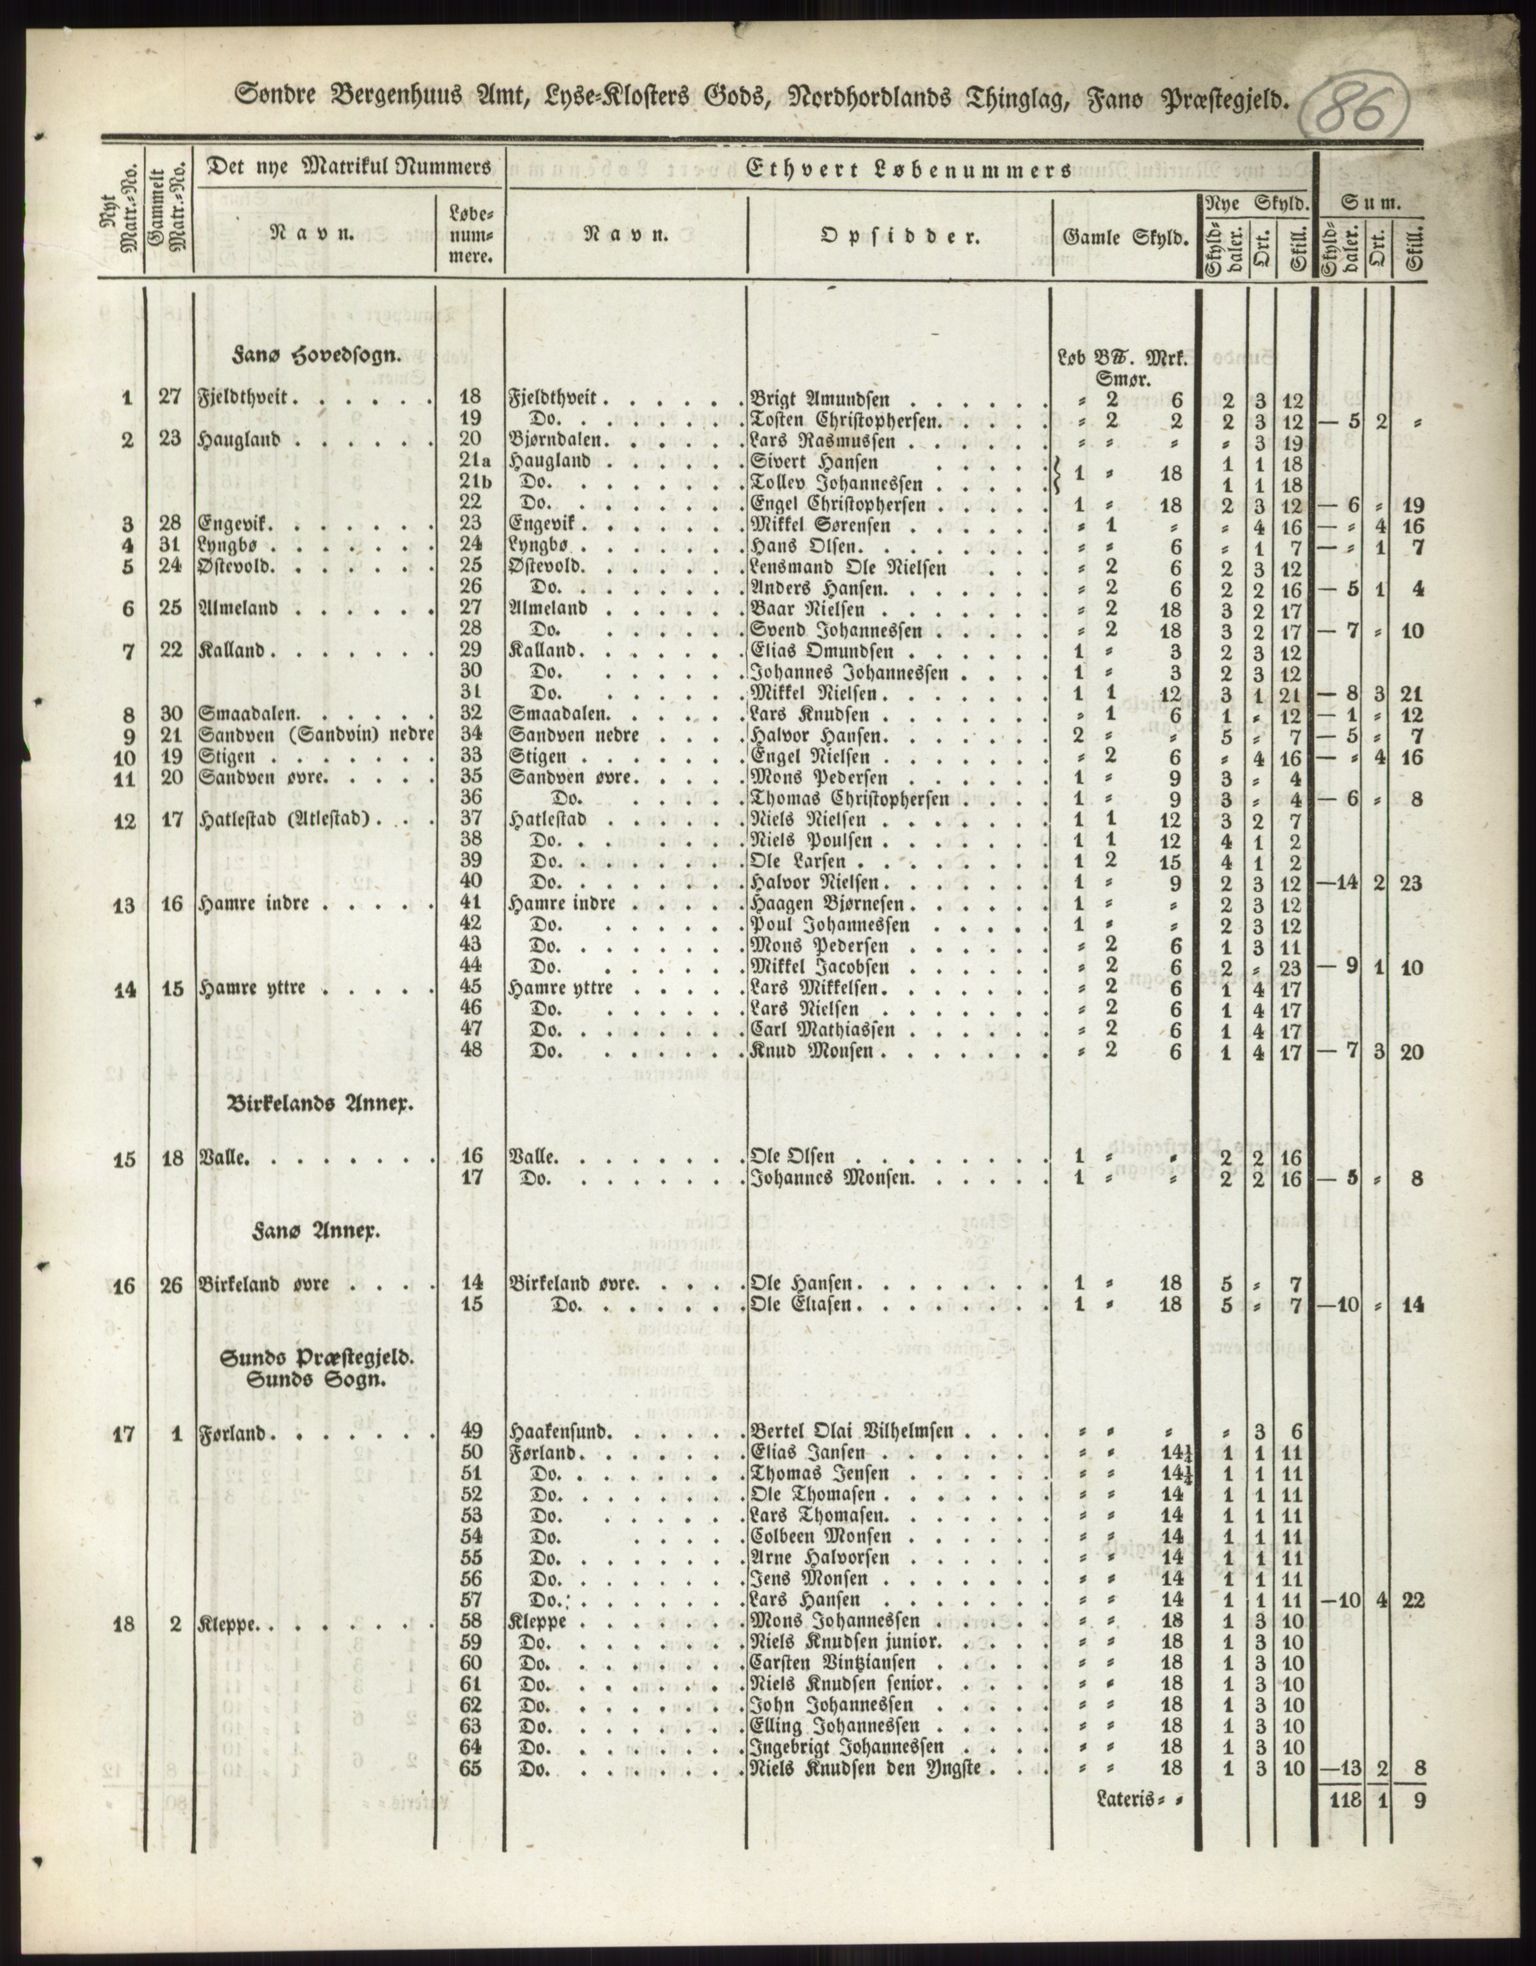 Søndre Bergenhuus Amt, Lyse-Klosters Gods, Nordhordlands Thinglag, Fanø Præstegjeld. 86
Nyt Matr.-No. Gammelt Matr.-No. Det nye Matrikul Nummers Ethvert Løbenummers
Navn. Løbe-num-mere. Navn. Opsidder. Gamle Skyld. Nye Skyld. Sum.
Skyld-daler. Ort. Skill. Skyld-daler. Ort. Skill.
Fanø Hovedsogn. Løb B℔. Mrk.
Smør.
1 27 Fjeldthveit. 18 Fjeldthveit. Brigt Amundsen = 2 6 2 3 12
19 Do. Tosten Christophersen. = 2 2 2 3 12 — 5 2 =
2 23 Haugland 20 Bjørndalen. Lars Rasmussen = = = = 3 19
21a Haugland Sivert Hansen } 1 = 18 1 1 18
21b Do. Tollev Johannessen 1 1 18
22 Do. Engel Christophersen 1 = 18 2 3 12 — 6 = 19
3 28 Engevik. 23 Engevik. Mikkel Sørensen = 1 = = 4 16 — = 4 16
4 31 Lyngbø 24 Lyngbø Hans Olsen. = = 6 = 1 7 — = 1 7
5 24 Østevold. 25 Østevold. Lensmand Ole Nielsen = 2 6 2 3 12
26 Do. Anders Hansen. = 2 6 2 2 16 — 5 1 4
6 25 Almeland 27 Almeland Baar Nielsen = 2 18 3 2 17
28 Do. Svend Johannessen = 2 18 3 2 17 — 7 = 10
7 22 Kalland. 29 Kalland. Elias Omundsen 1 = 3 2 3 12
30 Do. Johannes Johannessen 1 = 3 2 3 12
31 Do. Mikkel Nielsen. 1 1 12 3 1 21 — 8 3 21
8 30 Smaadalen. 32 Smaadalen. Lars Knudsen = 1 6 1 = 12 — 1 = 12
9 21 Sandven (Sandvin) nedre 34 Sandven nedre Halvor Hansen. 2 = = 5 = 7 — 5 = 7
10 19 Stigen 33 Stigen Engel Nielsen = 2 6 = 4 16 — = 4 16
11 20 Sandven øvre. 35 Sandven øvre. Mons Pedersen 1 = 9 3 = 4
36 Do. Thomas Christophersen 1 = 9 3 = 4 — 6 = 8
12 17 Hatlestad (Atlestad) 37 Hatlestad Niels Nielsen 1 1 12 3 2 7
38 Do. Niels Poulsen 1 1 12 4 1 2
39 Do. Ole Larsen 1 2 15 4 1 2
40 Do. Halvor Nielsen. 1 = 9 2 3 12 —14 2 23
13 16 Hamre indre 41 Hamre indre Haagen Bjørnesen. 1 = = 2 3 12
42 Do. Poul Johannessen 1 = = 2 3 12
43 Do. Mons Pedersen = 2 6 1 3 11
44 Do. Mikkel Jacobsen = 2 6 2 = 23 — 9 1 10
14 15 Hamre yttre 45 Hamre yttre Lars Mikkelsen. = 2 6 1 4 17
46 Do. Lars Nielsen = 2 6 1 4 17
47 Do. Carl Mathiassen = 2 6 1 4 17
48 Do. Knud Monsen. = 2 6 1 4 17 — 7 3 20
Birkelands Annex.
15 18 Valle. 16 Valle. Ole Olsen 1 = = 2 2 16
17 Do. Johannes Monsen. 1 = = 2 2 16 — 5 = 8
Fanø Annex.
16 26 Birkeland øvre 14 Birkeland øvre. Ole Hansen. 1 = 18 5 = 7
15 Do. Ole Eliasen. 1 = 18 5 = 7 —10 = 14
Sunds Præstegjeld.
Sunds Sogn.
17 1 Førland. 49 Haakensund. Bertel Olai Vilhelmsen = = = = 3 6
50 Førland. Elias Jansen = = 14½ 1 1 11
51 Do. Thomas Jensen = = 14½ 1 1 11
52 Do. Ole Thomasen = = 14 1 1 11
53 Do. Lars Thomasen. = = 14 1 1 11
54 Do. Colbeen Monsen = = 14 1 1 11
55 Do. Arne Halvorsen = = 14 1 1 11
56 Do. Jens Monsen = = 14 1 1 11
57 Do. Lars Hansen = = 14 1 1 11 —10 4 22
18 2 Kleppe. 58 Kleppe Mons Johannessen = = 18 1 3 10
59 Do. Niels Knudsen junior. = = 18 1 3 10
60 Do. Carsten Vintziansen = = 18 1 3 10
61 Do. Niels Knudsen senior. = = 18 1 3 10
62 Do. John Johannessen = = 18 1 3 10
63 Do. Elling Johannessen = = 18 1 3 10
64 Do. Ingebrigt Johannessen = = 18 1 3 10
65 Do. Niels Knudsen den Yngste = = 18 1 3 10 —13 2 8
Lateris= = 118 1 9